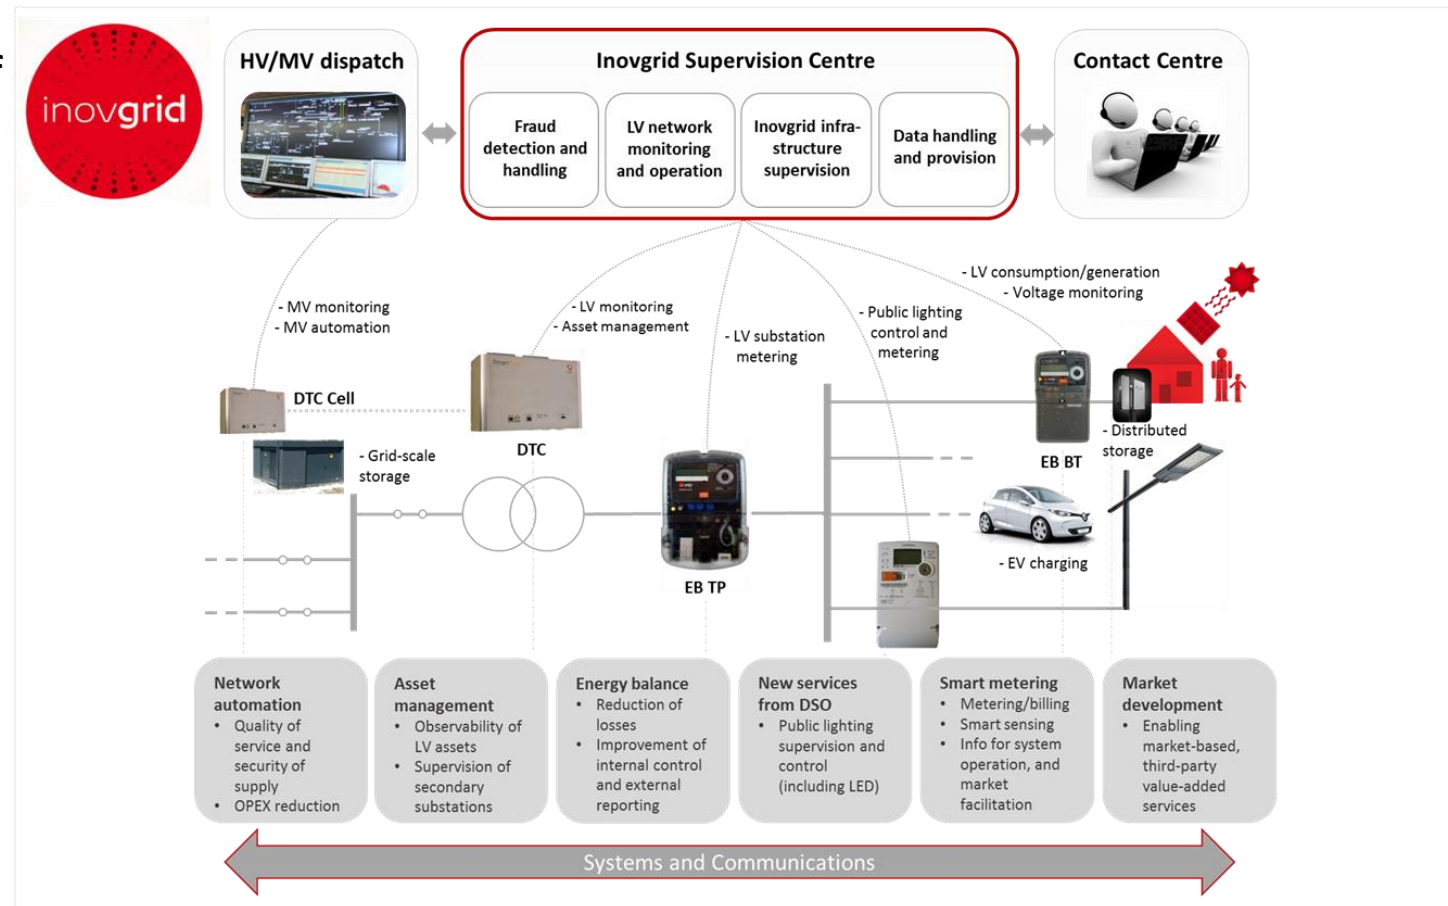 inovgrid
HV/MV dispatch
Inovgrid Supervision Centre
Fraud
detection and
handling
LV network
monitoring
and operation
Inovgrid infra-
structure
supervision
Data handling
and provision
Contact Centre
- MV monitoring
- MV automation
- LV monitoring
- Asset management
- LV substation
metering
- Public lighting
control and
metering
- LV consumption/generation
- Voltage monitoring
DTC Cell
DTC
- Grid-scale
storage
EB TP
EB BT
- Distributed
storage
- EV charging
Network
automation
• Quality of
service and
security of
supply
• OPEX reduction
Asset
management
• Observability of
LV assets
• Supervision of
secondary
substations
Energy balance
• Reduction of
losses
• Improvement of
internal control
and external
reporting
New services
from DSO
• Public lighting
supervision and
control
(including LED)
Smart metering
• Metering/billing
• Smart sensing
• Info for system
operation, and
market
facilitation
Market
development
• Enabling
market-based,
third-party
value-added
services
Systems and Communications